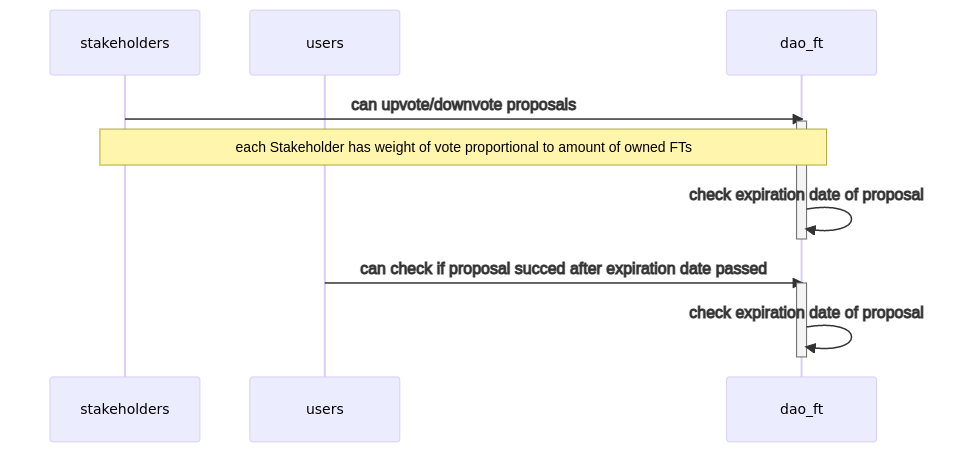 stakeholders
users
dao_ft
can upvote/downvote proposals
each Stakeholder has weight of vote proportional to amount of owned FTs
check expiration date of proposal
can check if proposal succed after expiration date passed
check expiration date of proposal
stakeholders
users
dao_ft